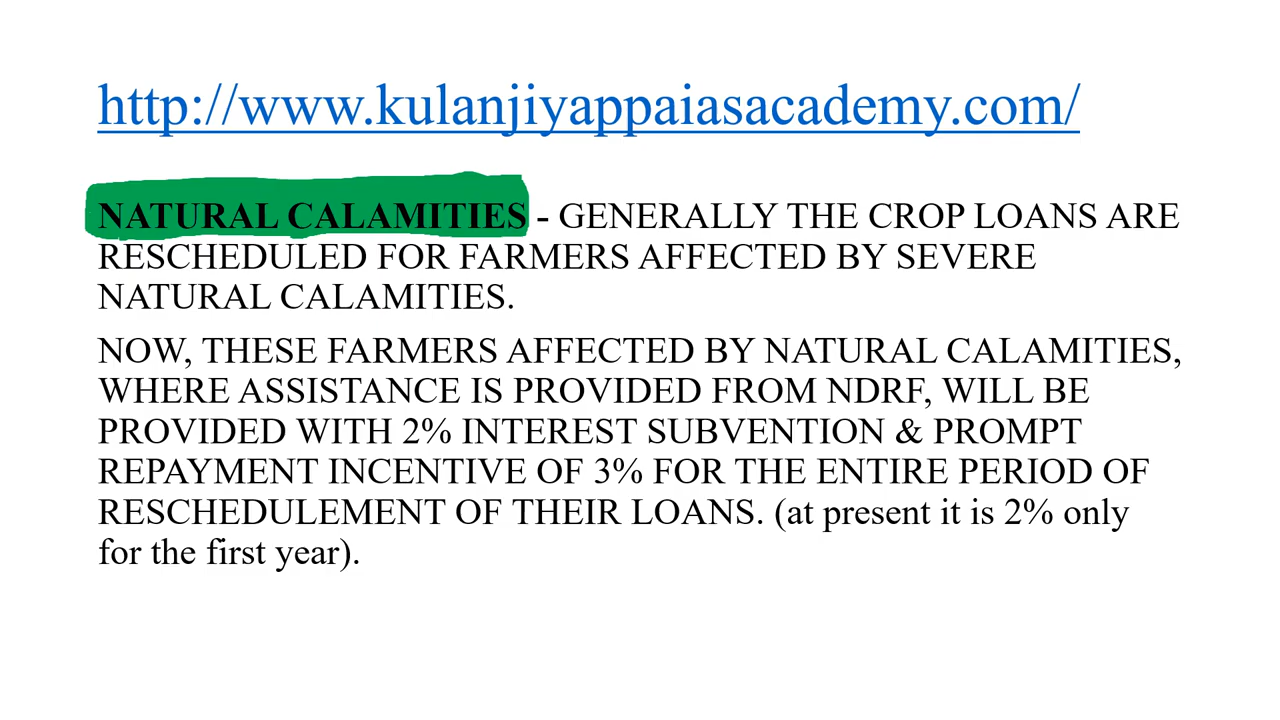 http://www.kulanjiyappaiasacademy.com/
NATURAL CALAMITIES - GENERALLY THE CROP LOANS ARE
RESCHEDULED FOR FARMERS AFFECTED BY SEVERE
NATURAL CALAMITIES.
NOW, THESE FARMERS AFFECTED BY NATURAL CALAMITIES,
WHERE ASSISTANCE IS PROVIDED FROM NDRF, WILL BE
PROVIDED WITH 2% INTEREST SUBVENTION & PROMPT
REPAYMENT INCENTIVE OF 3% FOR THE ENTIRE PERIOD OF
RESCHEDULEMENT OF THEIR LOANS. (at present it is 2% only
for the first year).